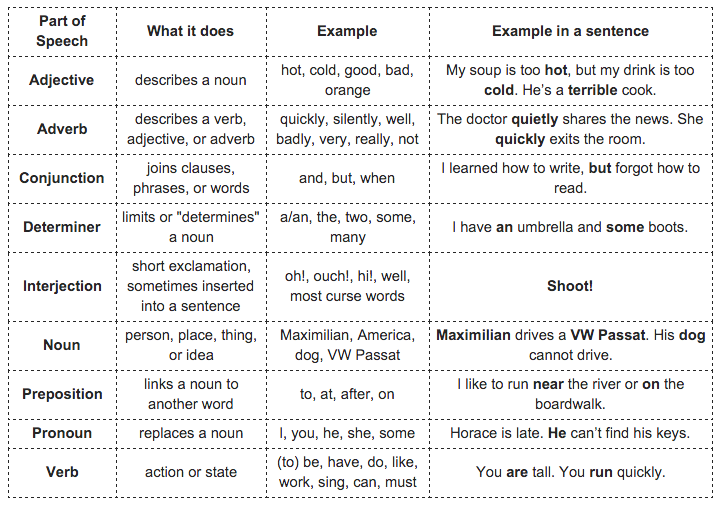 Part of
Speech
What it does
Example
Example in a sentence
Adjective
describes a noun
hot, cold, good, bad,
orange
My soup is too hot, but my drink is too
cold. He’s a terrible cook.
Adverb
describes a verb,
adjective, or adverb
quickly, silently, well,
badly, very, really, not
The doctor quietly shares the news. She
quickly exits the room.
Conjunction
joins clauses,
phrases, or words
and, but, when
I learned how to write, but forgot how to
read.
Determiner
limits or "determines"
a noun
a/an, the, two, some,
many
I have an umbrella and some boots.
Interjection
short exclamation,
sometimes inserted
into a sentence
oh!, ouch!, hi!, well,
most curse words
Shoot!
Noun
person, place, thing,
or idea
Maximilian, America,
dog, VW Passat
Maximilian drives a VW Passat. His dog
cannot drive.
Preposition
links a noun to
another word
to, at, after, on
I like to run near the river or on the
boardwalk.
Pronoun
replaces a noun
I, you, he, she, some
Horace is late. He can’t find his keys.
Verb
action or state
(to) be, have, do, like,
work, sing, can, must
You are tall. You run quickly.